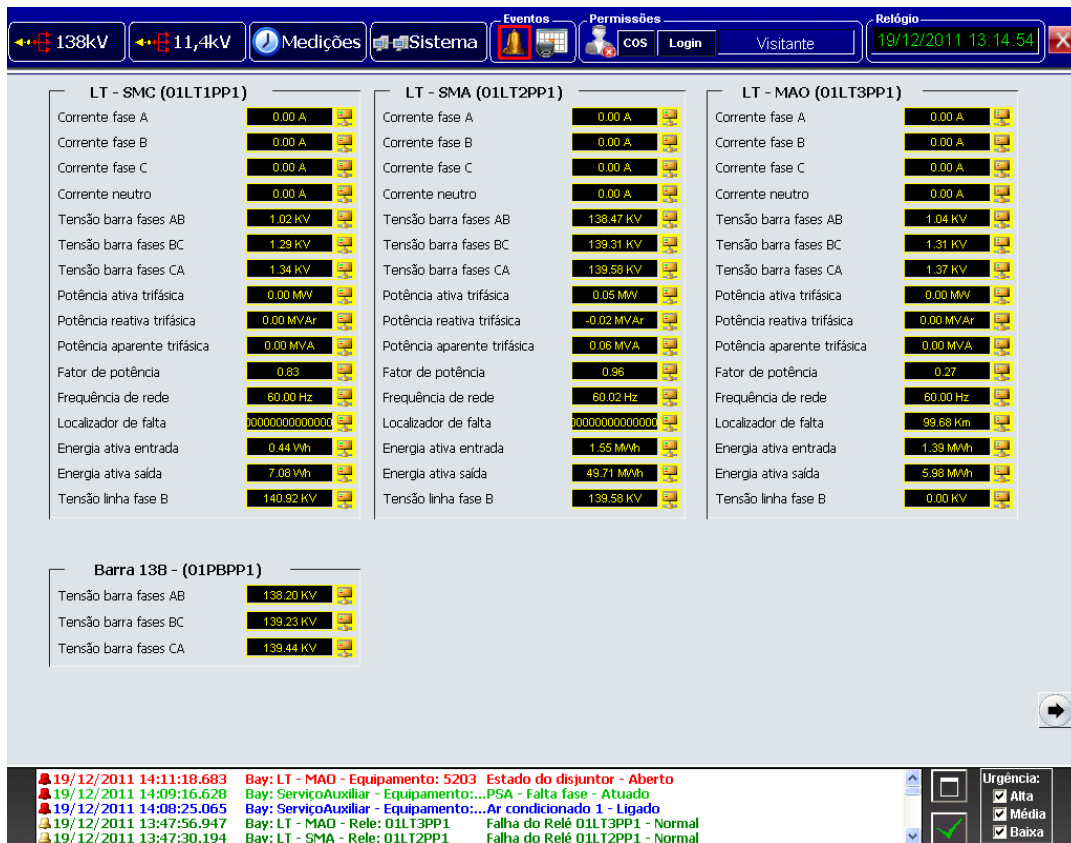 Eventos Permissões Relógio
138kV 11,4kV Medições Sistema COS Login Visitante 19/12/2011 13:14:54
LT - SMC (01LT1PP1)
Corrente fase A 0.00 A
Corrente fase B 0.00 A
Corrente fase C 0.00 A
Corrente neutro 0.00 A
Tensão barra fases AB 1.02 KV
Tensão barra fases BC 1.29 KV
Tensão barra fases CA 1.34 KV
Potência ativa trifásica 0.00 MW
Potência reativa trifásica 0.00 MVAr
Potência aparente trifásica 0.00 MVA
Fator de potência 0.83
Frequência de rede 60.00 Hz
Localizador de falta
Energia ativa entrada 0.44 Wh
Energia ativa saída 7.08 Wh
Tensão linha fase B 140.92 KV
LT - SMA (01LT2PP1)
Corrente fase A 0.00 A
Corrente fase B 0.00 A
Corrente fase C 0.00 A
Corrente neutro 0.00 A
Tensão barra fases AB 138.47 KV
Tensão barra fases BC 139.31 KV
Tensão barra fases CA 139.58 KV
Potência ativa trifásica 0.05 MW
Potência reativa trifásica -0.02 MVAr
Potência aparente trifásica 0.06 MVA
Fator de potência 0.96
Frequência de rede 60.02 Hz
Localizador de falta
Energia ativa entrada 1.55 MWh
Energia ativa saída 49.71 MWh
Tensão linha fase B 139.58 KV
LT - MAO (01LT3PP1)
Corrente fase A 0.00 A
Corrente fase B 0.00 A
Corrente fase C 0.00 A
Corrente neutro 0.00 A
Tensão barra fases AB 1.04 KV
Tensão barra fases BC 1.31 KV
Tensão barra fases CA 1.37 KV
Potência ativa trifásica 0.00 MW
Potência reativa trifásica 0.00 MVAr
Potência aparente trifásica 0.00 MVA
Fator de potência 0.27
Frequência de rede 60.00 Hz
Localizador de falta 99.68 Km
Energia ativa entrada 1.39 MWh
Energia ativa saída 5.98 MWh
Tensão linha fase B 0.00 KV
Barra 138 - (01PBPP1)
Tensão barra fases AB 138.20 KV
Tensão barra fases BC 139.23 KV
Tensão barra fases CA 139.44 KV
19/12/2011 14:11:18.683 Bay: LT - MAO - Equipamento: 5203 Estado do disjuntor - Aberto
19/12/2011 14:09:16.628 Bay: ServiçoAuxiliar - Equipamento:...PSA - Falta fase - Atuado
19/12/2011 14:08:25.065 Bay: ServiçoAuxiliar - Equipamento:...Ar condicionado 1 - Ligado
19/12/2011 13:47:56.947 Bay: LT - MAO - Rele: 01LT3PP1 Falha do Relé 01LT3PP1 - Normal
19/12/2011 13:47:30.194 Bay: LT - SMA - Rele: 01LT2PP1 Falha do Relé 01LT2PP1 - Normal
Urgência:
Alta
Média
Baixa